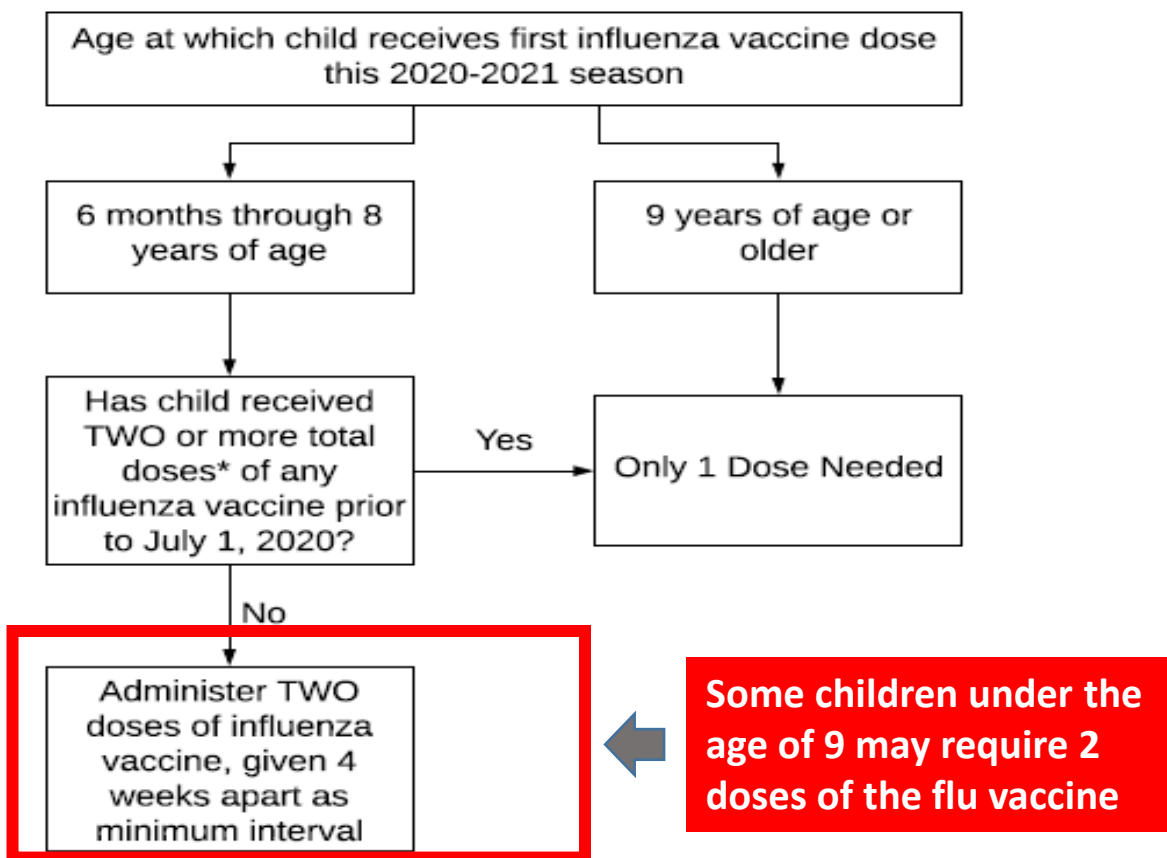 Age at which child receives first influenza vaccine dose
this 2020-2021 season
6 months through 8
years of age
9 years of age or
older
Has child received
TWO or more total
doses* of any
influenza vaccine prior
to July 1, 2020?
Yes
Only 1 Dose Needed
No
Administer TWO
doses of influenza
vaccine, given 4
weeks apart as
minimum interval
Some children under the
age of 9 may require 2
doses of the flu vaccine